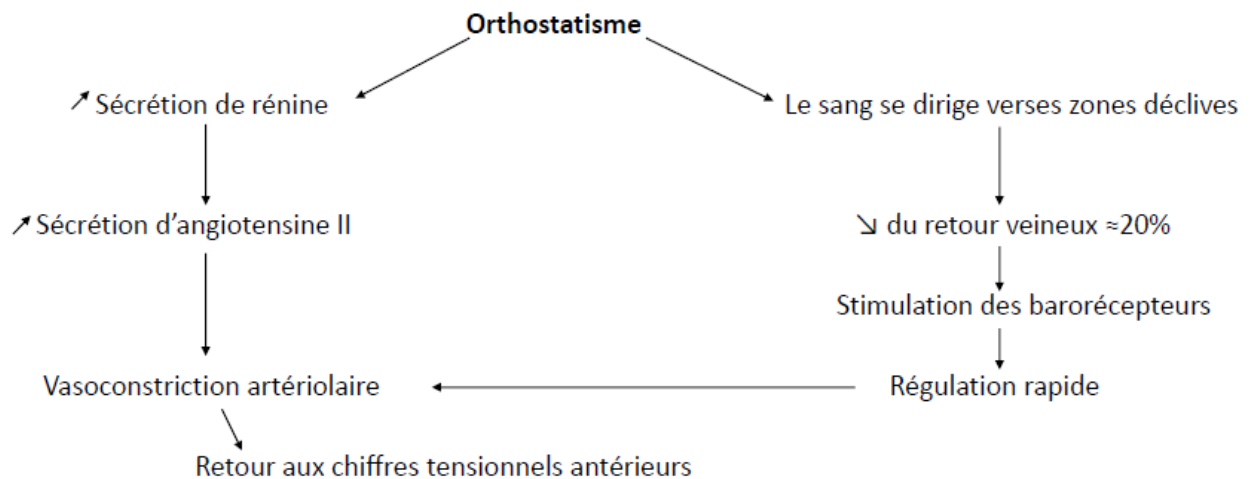 Orthostatisme
↗ Sécrétion de rénine
Le sang se dirige verses zones déclives
↗ Sécrétion d’angiotensine II
↘ du retour veineux ≈20%
Stimulation des barorécepteurs
Vasoconstriction artériolaire
Régulation rapide
Retour aux chiffres tensionnels antérieurs